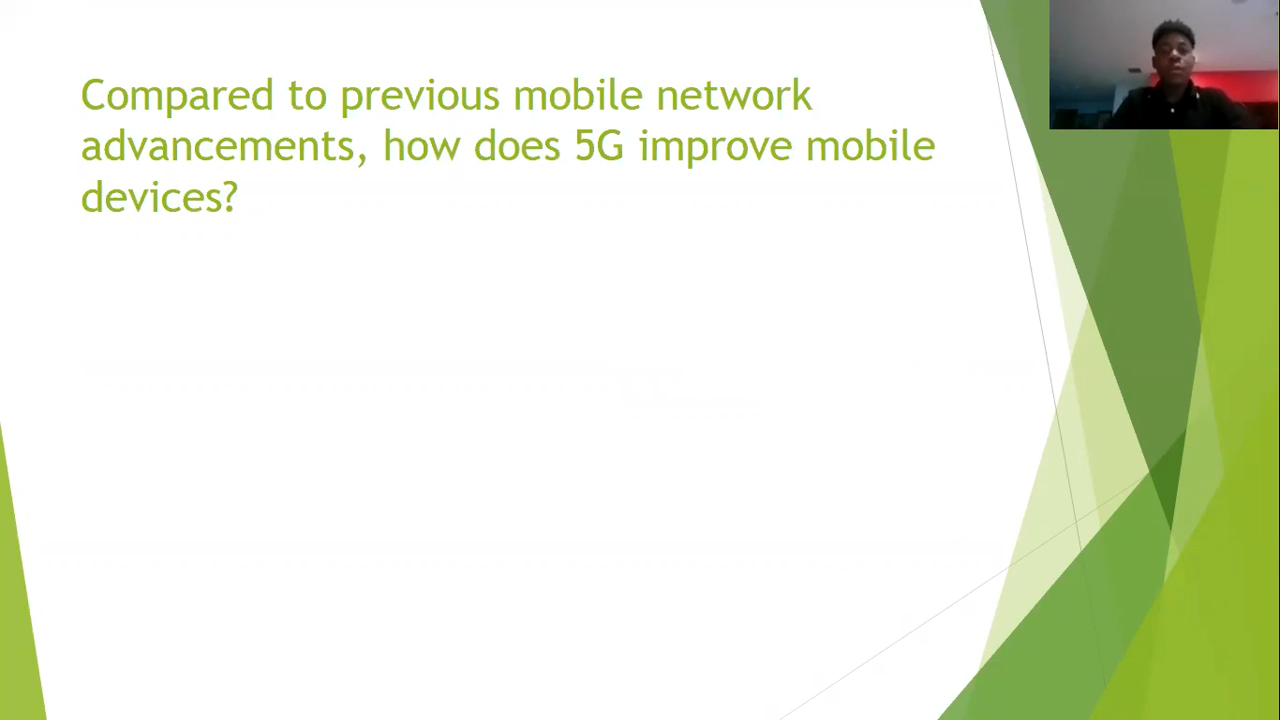 Compared to previous mobile network
advancements, how does 5G improve mobile
devices?